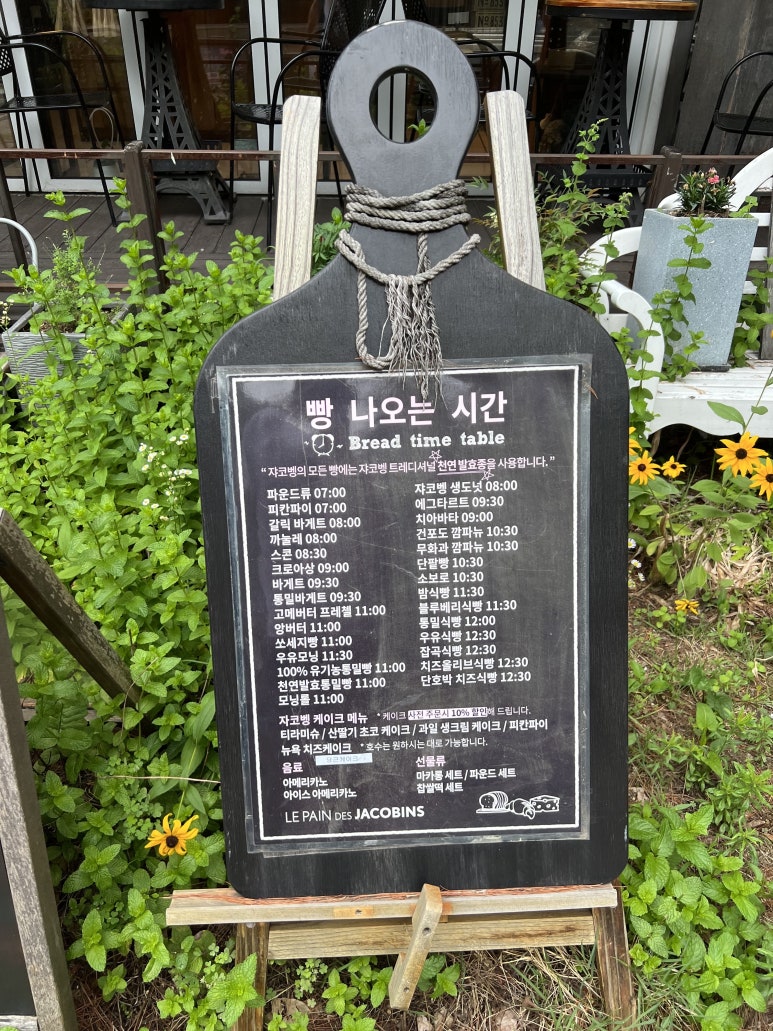 빵 나오는 시간
Bread time table
“ 쟈코벵의 모든 빵에는 쟈코벵 트레디셔널 천연 발효종을 사용합니다. ”
파운드류 07:00
피칸파이 07:00
갈릭 바게트 08:00
까눌레 08:00
스콘 08:30
크로아상 09:00
바게트 09:30
통밀바게트 09:30
고메버터 프레첼 11:00
앙버터 11:00
쏘세지빵 11:00
우유모닝 11:30
100% 유기농통밀빵 11:00
천연발효통밀빵 11:00
모닝롤 11:00
쟈코벵 생도넛 08:00
에그타르트 09:30
치아바타 09:00
건포도 깜파뉴 10:30
무화과 깜파뉴 10:30
단팥빵 10:30
소보로 10:30
밤식빵 11:30
블루베리식빵 11:30
통밀식빵 12:00
우유식빵 12:30
잡곡식빵 12:30
치즈올리브식빵 12:30
단호박 치즈식빵 12:30
자코벵 케이크 메뉴 * 케이크 사전 주문시 10% 할인해 드립니다.
티라미슈 / 산딸기 초코 케이크 / 과일 생크림 케이크 / 피칸파이
뉴욕 치즈케이크 * 호수는 원하시는 대로 가능합니다.
음료
아메리카노
아이스 아메리카노
선물류
마카롱 세트 / 파운드 세트
찹쌀떡 세트
LE PAIN DES JACOBINS